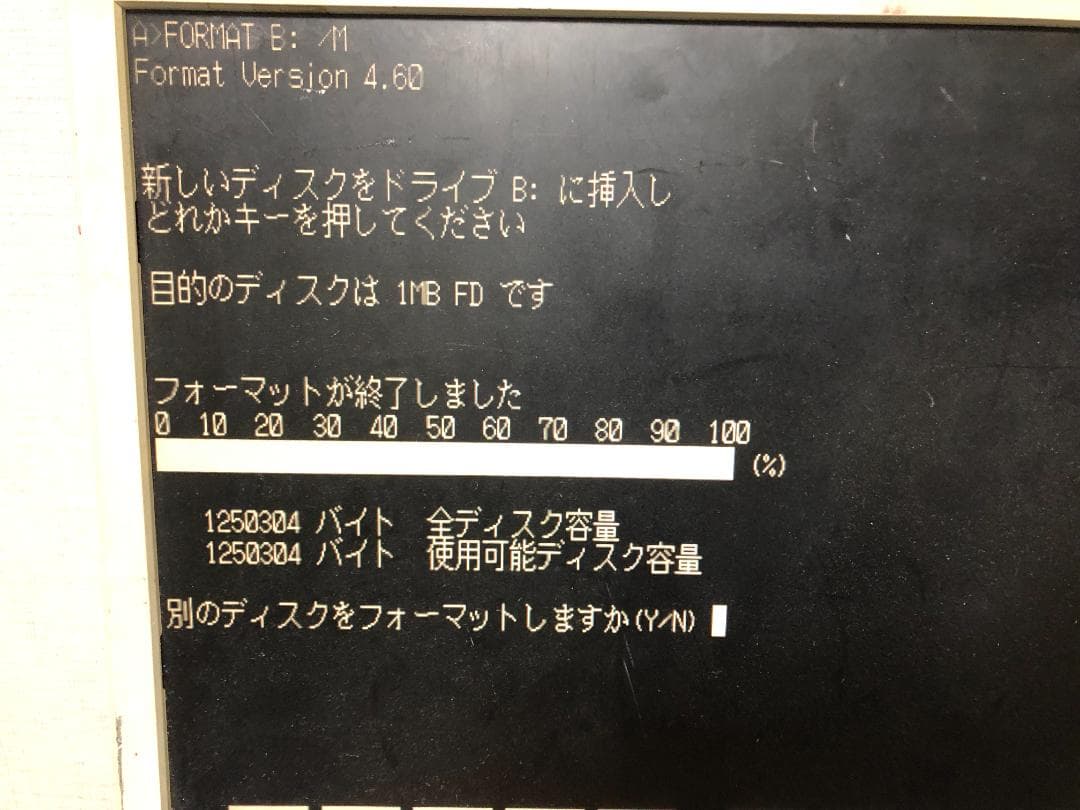 A>FORMAT B: /M
Format Version 4.60
新しいディスクをドライブ B: に挿入し
どれかキーを押してください
目的のディスクは 1MB FD です
フォーマットが終了しました
0 10 20 30 40 50 60 70 80 90 100
(%)
1250304 バイト 全ディスク容量
1250304 バイト 使用可能ディスク容量
別のディスクをフォーマットしますか(Y/N)